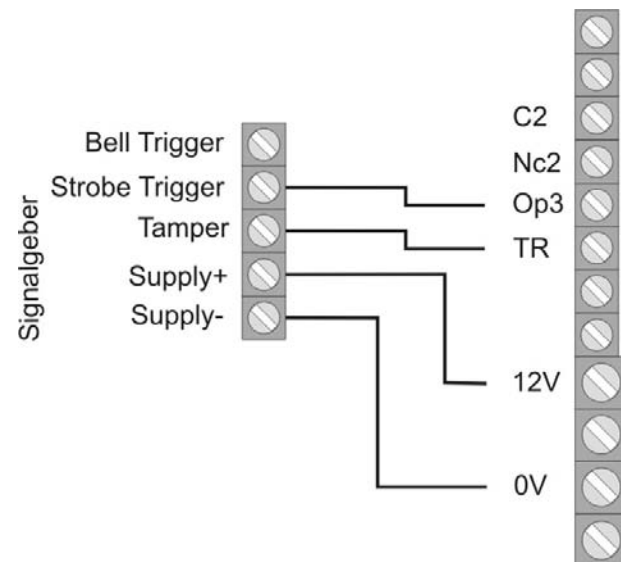 Signalgeber
Bell Trigger
Strobe Trigger
Tamper
Supply+
Supply-
C2
Nc2
Op3
TR
12V
0V